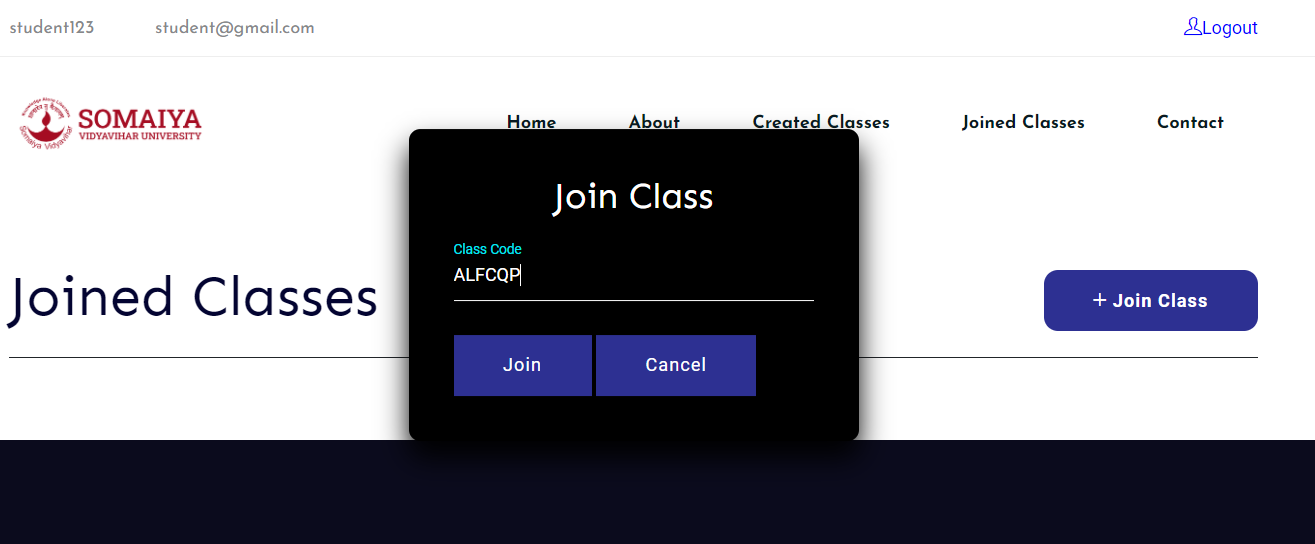 student123 student@gmail.com Logout
SOMAIYA
VIDYAVIHAR UNIVERSITY
Home About Created Classes Joined Classes Contact
Join Class
Class Code
ALFCQP
Joined Classes
+ Join Class
Join Cancel